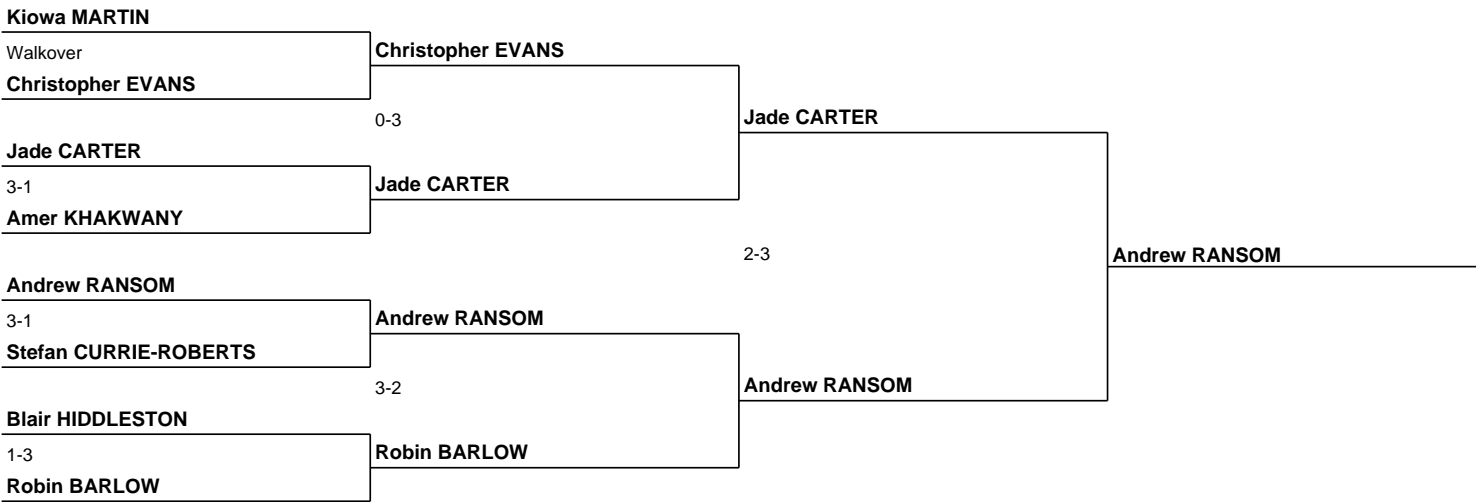 Kiowa MARTIN
Walkover
Christopher EVANS
Christopher EVANS
0-3
Jade CARTER
Jade CARTER
3-1
Jade CARTER
Amer KHAKWANY
2-3
Andrew RANSOM
Andrew RANSOM
3-1
Andrew RANSOM
Stefan CURRIE-ROBERTS
3-2
Andrew RANSOM
Blair HIDDLESTON
1-3
Robin BARLOW
Robin BARLOW